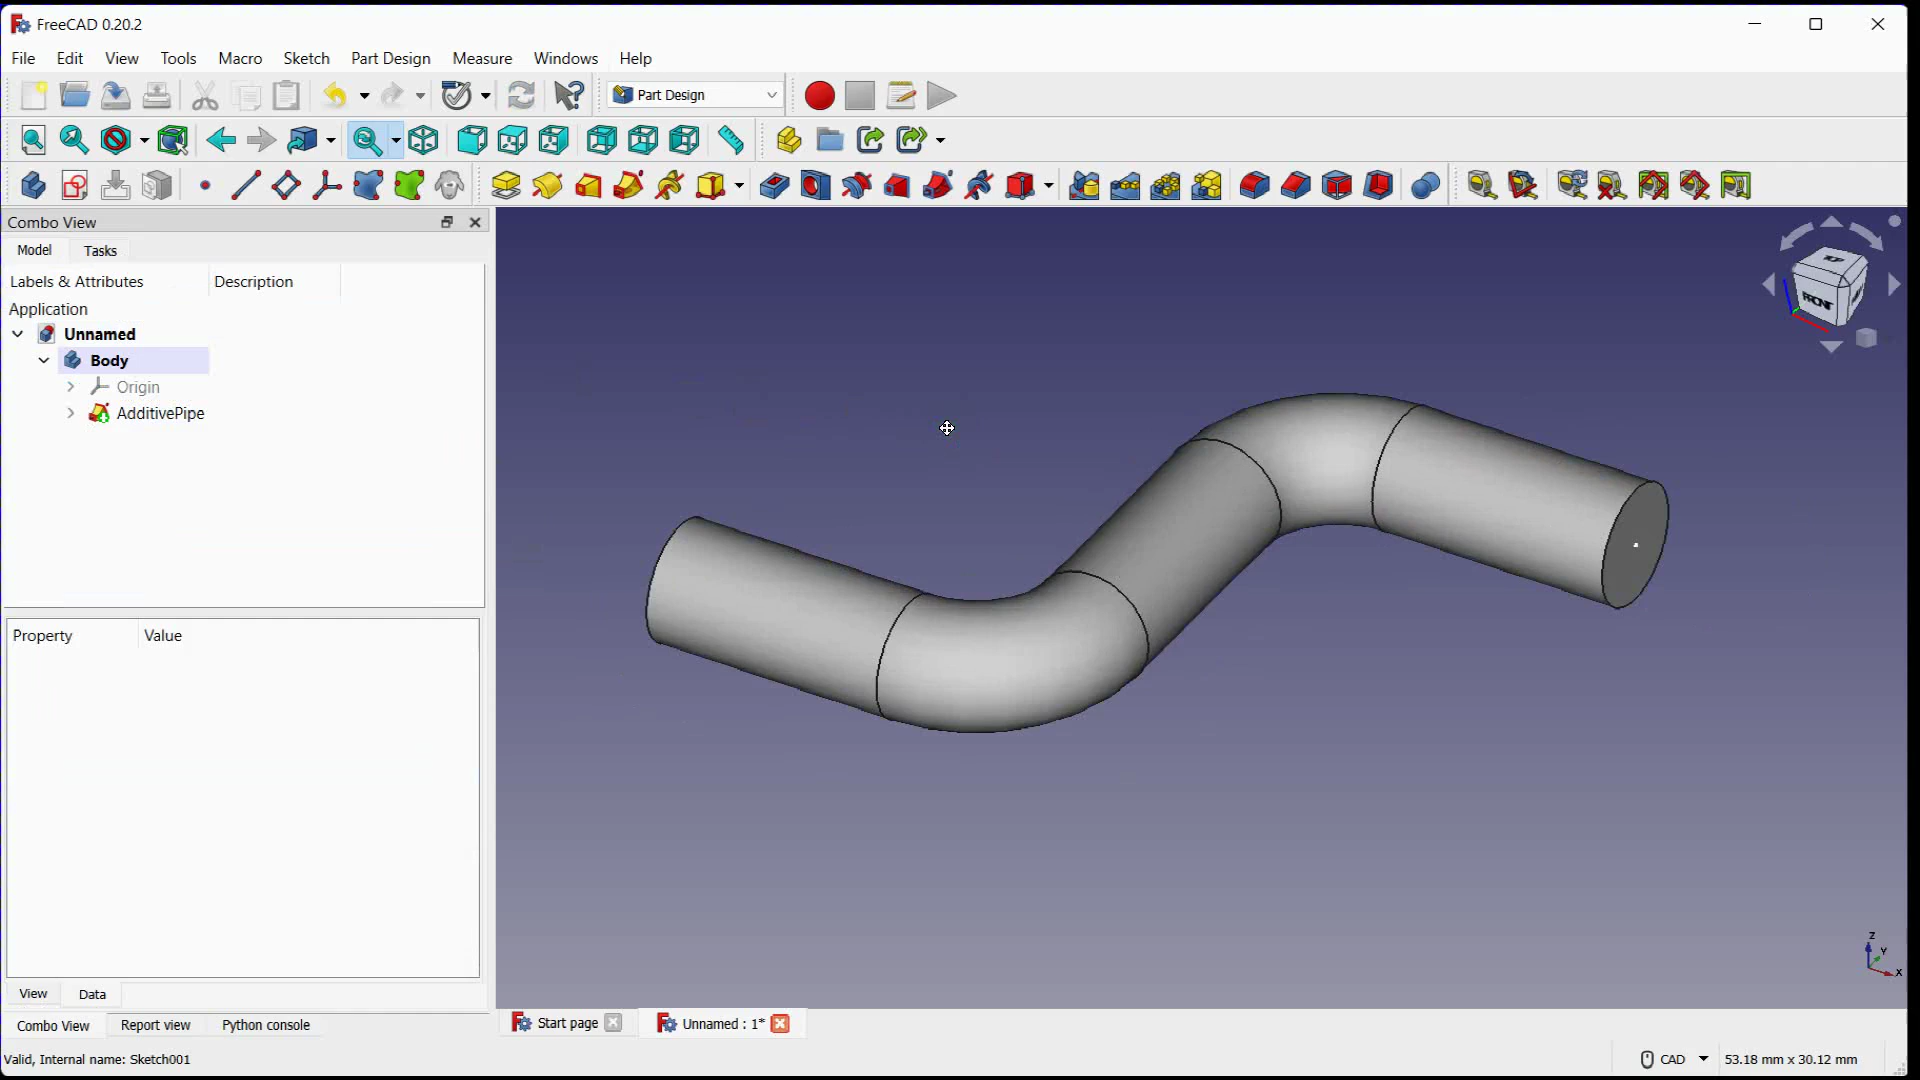 FreeCAD 0.20.2
File Edit View Tools Macro Sketch Part Design Measure Windows Help
Part Design
Combo View
Model Tasks
Labels & Attributes Description
Application
Unnamed
Body
Origin
AdditivePipe
TOP
FRONT
Property Value
Z
Y
X
View Data
Combo View Report view Python console
Start page Unnamed : 1*
Valid, Internal name: Sketch001
CAD 53.18 mm x 30.12 mm